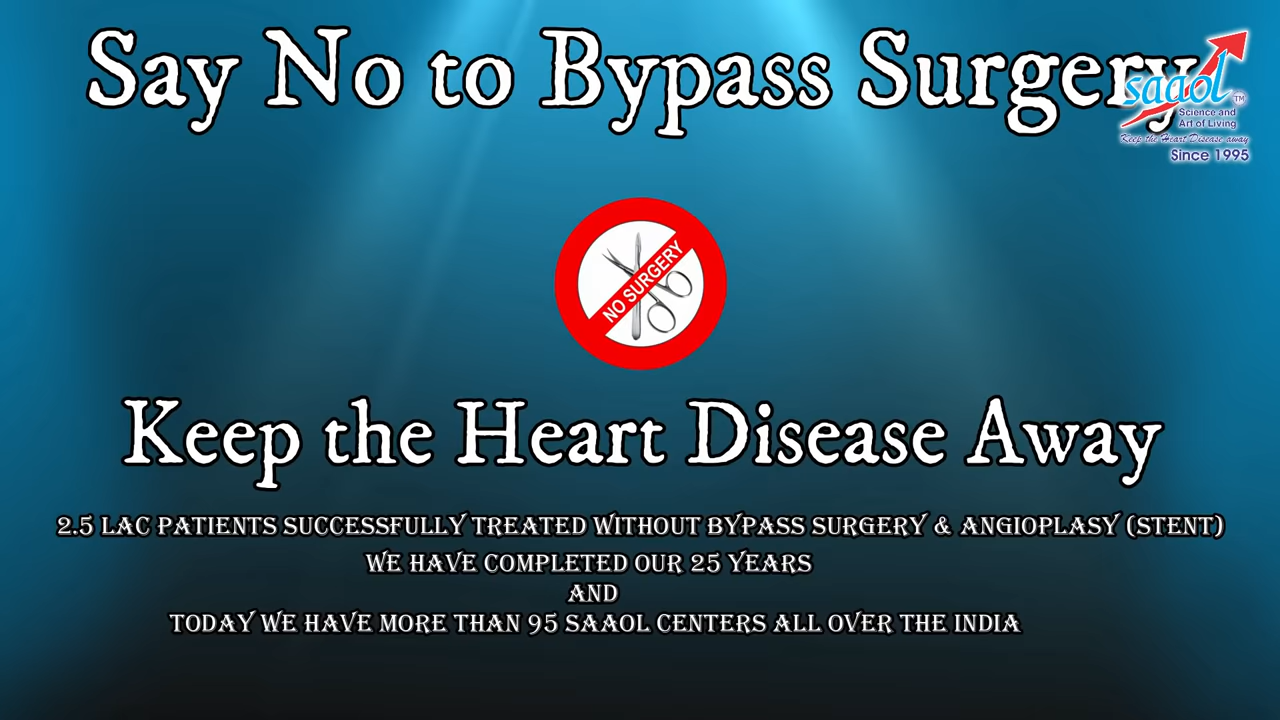 Say No to Bypass Surgery
saaol TM
Science and
Art of Living
Keep the Heart Disease away
Since 1995
NO SURGERY
Keep the Heart Disease Away
2.5 LAC PATIENTS SUCCESSFULLY TREATED WITHOUT BYPASS SURGERY & ANGIOPLASY (STENT)
WE HAVE COMPLETED OUR 25 YEARS
AND
TODAY WE HAVE MORE THAN 95 SAAOL CENTERS ALL OVER THE INDIA